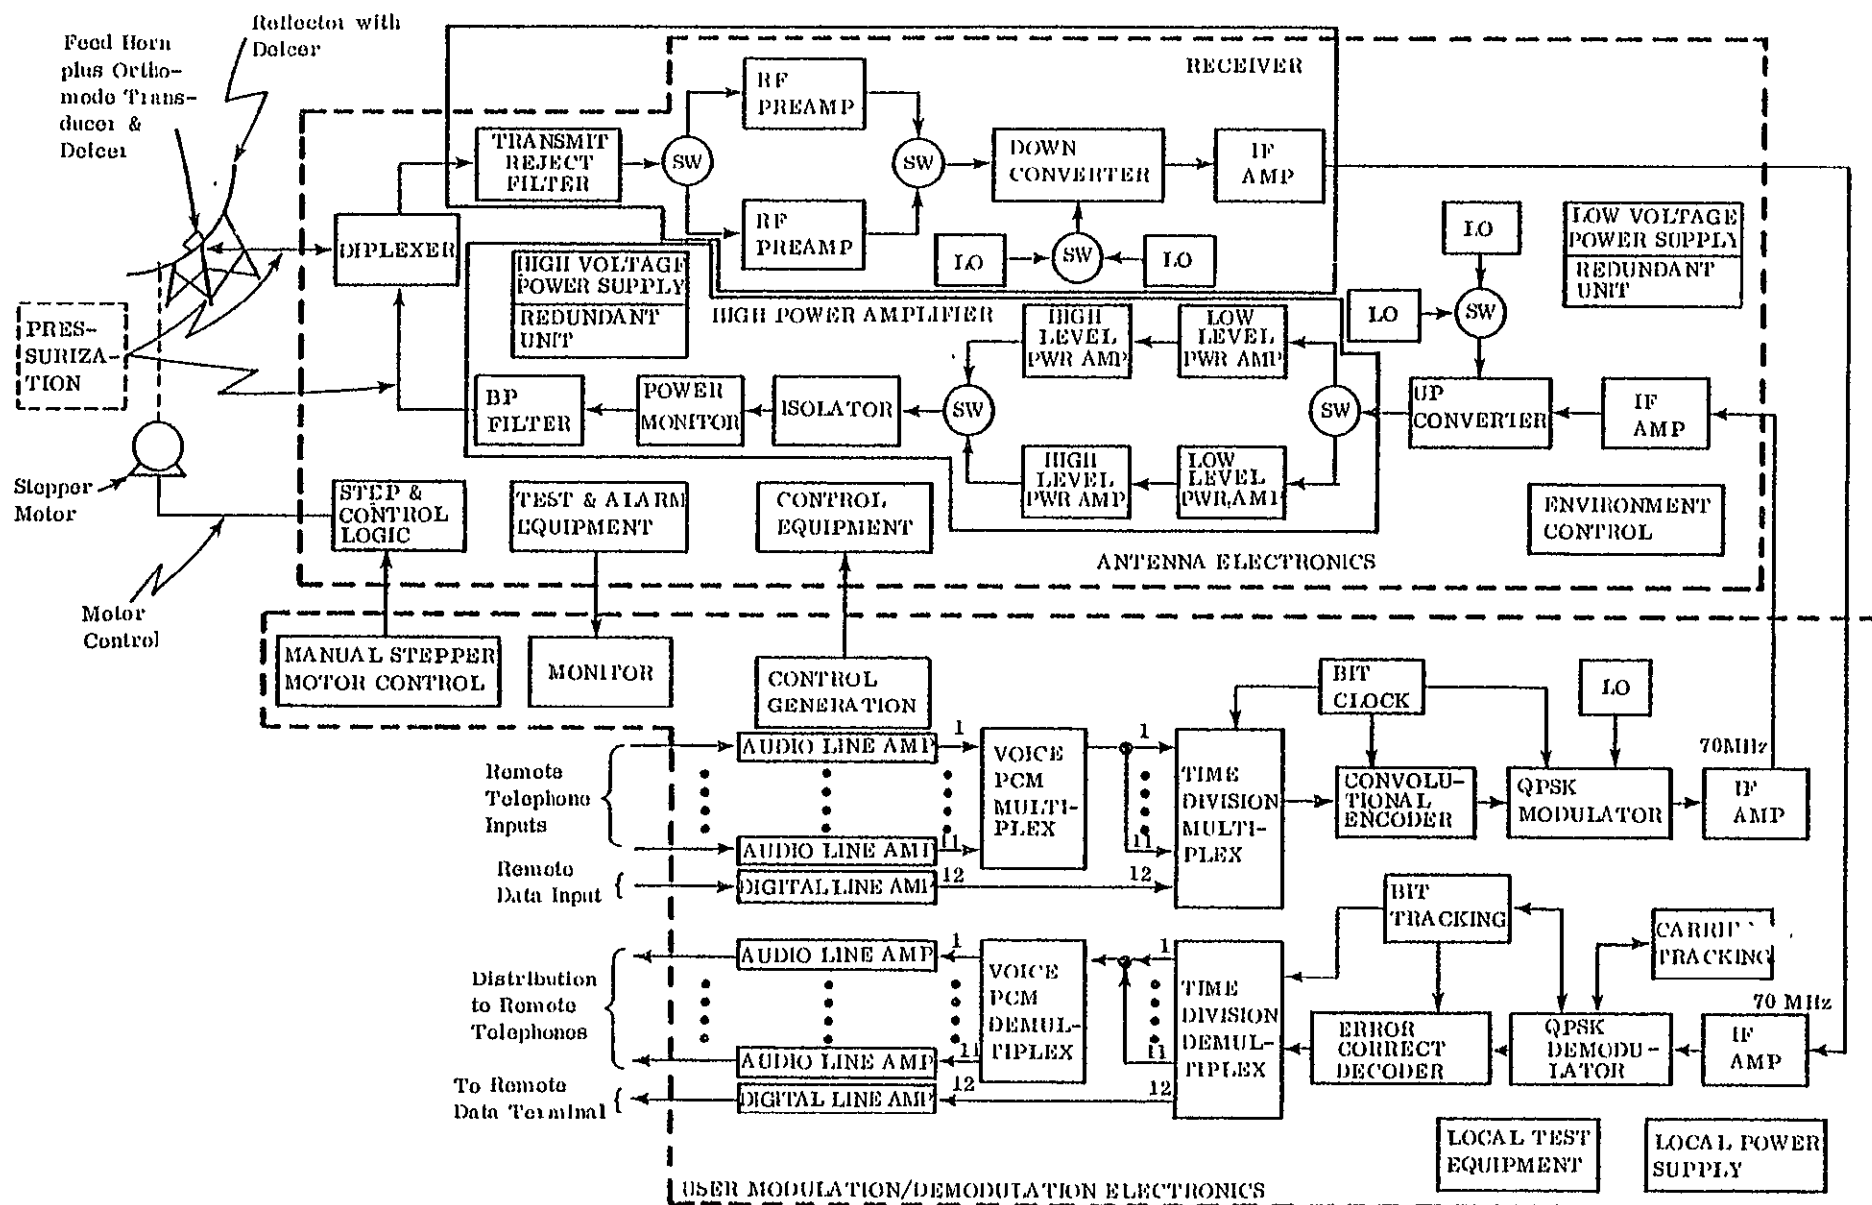 Reflector with
Deicer
Feed Horn
plus Ortho-
mode Trans-
ducer &
Deicer
RECEIVER
RF
PREAMP
TRANSMIT
REJECT
FILTER
SW
SW
DOWN
CONVERTER
IF
AMP
RF
PREAMP
LO
SW
LO
DIPLEXER
HIGH VOLTAGE
POWER SUPPLY
REDUNDANT
UNIT
LO
LOW VOLTAGE
POWER SUPPLY
REDUNDANT
UNIT
LO
SW
PRES-
SURIZA-
TION
HIGH POWER AMPLIFIER
HIGH
LEVEL
PWR AMP
LOW
LEVEL
PWR AMP
BP
FILTER
POWER
MONITOR
ISOLATOR
SW
SW
UP
CONVERTER
IF
AMP
HIGH
LEVEL
PWR AMP
LOW
LEVEL
PWR AMP
Stepper
Motor
STEP &
CONTROL
LOGIC
TEST & ALARM
EQUIPMENT
CONTROL
EQUIPMENT
ENVIRONMENT
CONTROL
ANTENNA ELECTRONICS
Motor
Control
MANUAL STEPPER
MOTOR CONTROL
MONITOR
CONTROL
GENERATION
BIT
CLOCK
LO
Remote
Telephone
Inputs
AUDIO LINE AMP
1
VOICE
PCM
MULTI-
PLEX
1
TIME
DIVISION
MULTI-
PLEX
CONVOLU-
TIONAL
ENCODER
QPSK
MODULATOR
70MHz
IF
AMP
AUDIO LINE AMP
11
11
Remote
Data Input
DIGITAL LINE AMP
12
12
BIT
TRACKING
TRACKING
Distribution
to Remote
Telephones
AUDIO LINE AMP
1
VOICE
PCM
DEMUL-
TIPLEX
1
TIME
DIVISION
DEMUL-
TIPLEX
ERROR
CORRECT
DECODER
QPSK
DEMODU-
LATOR
70 MHz
IF
AMP
AUDIO LINE AMP
11
11
To Remote
Data Terminal
DIGITAL LINE AMP
12
12
LOCAL TEST
EQUIPMENT
LOCAL POWER
SUPPLY
USER MODULATION/DEMODULATION ELECTRONICS